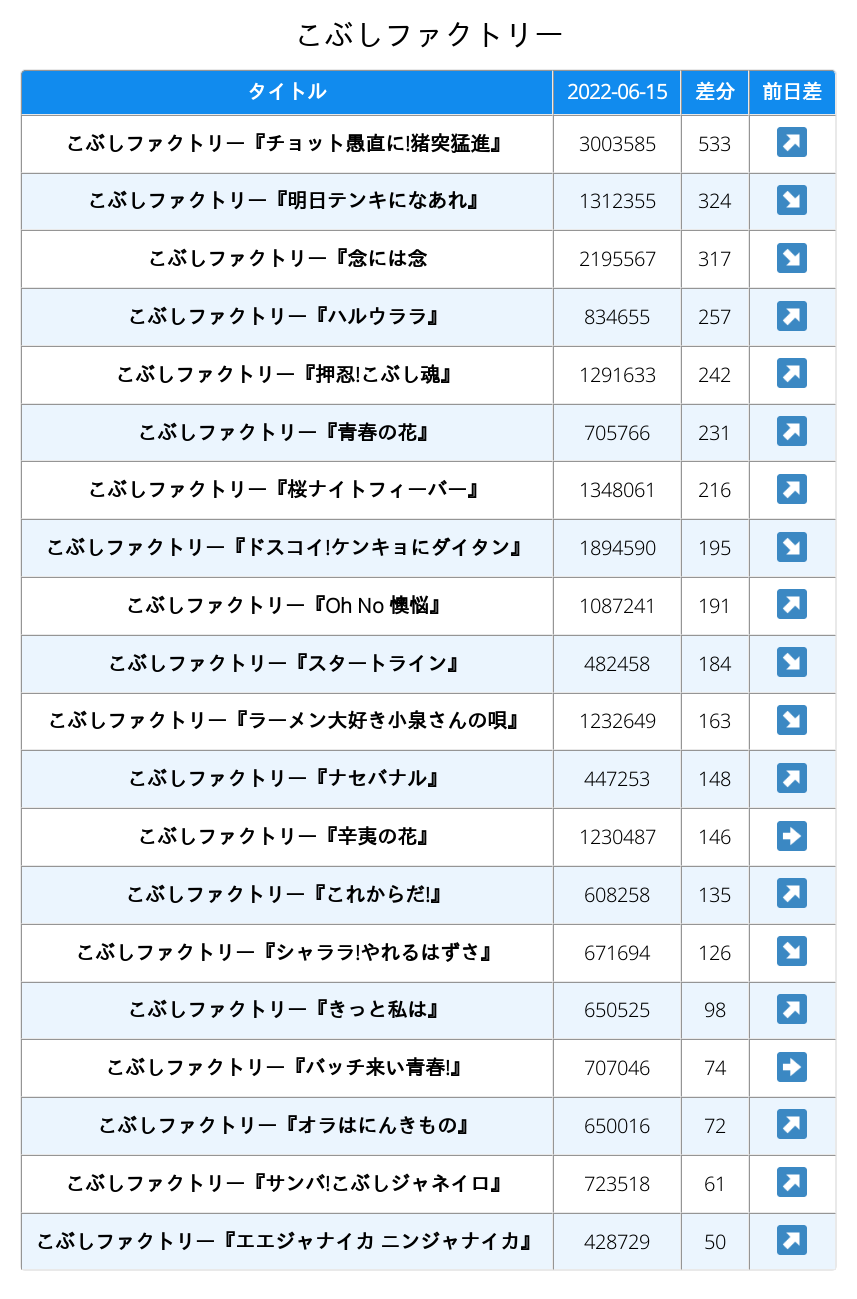 こぶしファクトリー
タイトル 2022-06-15 差分 前日差
こぶしファクトリー『チョット愚直に!猪突猛進』 3003585 533
こぶしファクトリー『明日テンキになあれ』 1312355 324
こぶしファクトリー『念には念 2195567 317
こぶしファクトリー『ハルウララ』 834655 257
こぶしファクトリー『押忍!こぶし魂』 1291633 242
こぶしファクトリー『青春の花』 705766 231
こぶしファクトリー『桜ナイトフィーバー』 1348061 216
こぶしファクトリー『ドスコイ!ケンキョにダイタン』 1894590 195
こぶしファクトリー『Oh No 懊悩』 1087241 191
こぶしファクトリー『スタートライン』 482458 184
こぶしファクトリー『ラーメン大好き小泉さんの唄』 1232649 163
こぶしファクトリー『ナセバナル』 447253 148
こぶしファクトリー『辛夷の花』 1230487 146
こぶしファクトリー『これからだ!』 608258 135
こぶしファクトリー『シャララ!やれるはずさ』 671694 126
こぶしファクトリー『きっと私は』 650525 98
こぶしファクトリー『バッチ来い青春!』 707046 74
こぶしファクトリー『オラはにんきもの』 650016 72
こぶしファクトリー『サンバ!こぶしジャネイロ』 723518 61
こぶしファクトリー『エエジャナイカ ニンジャナイカ』 428729 50